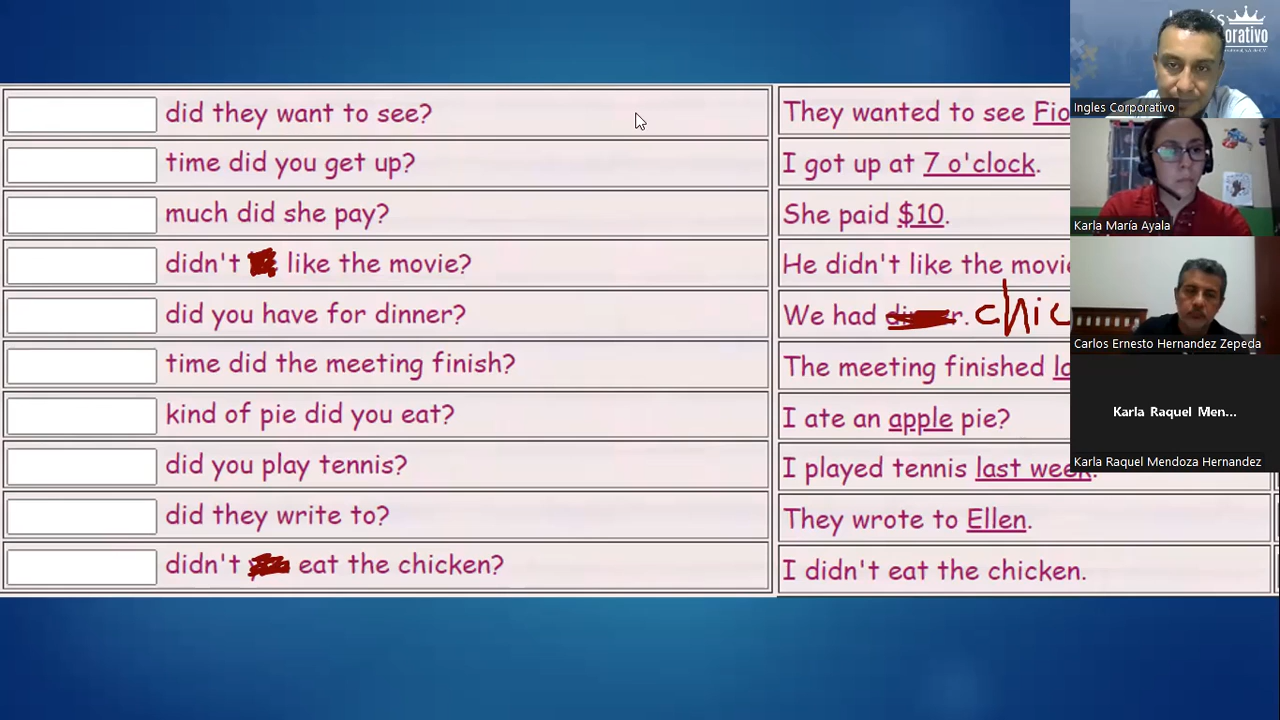 did they want to see? They wanted to see
time did you get up? I got up at 7 o'clock.
much did she pay? She paid $10.
didn't like the movie? He didn't like the
did you have for dinner? We had
time did the meeting finish? The meeting finished
kind of pie did you eat? I ate an apple pie?
did you play tennis? I played tennis last week.
did they write to? They wrote to Ellen.
didn't eat the chicken? I didn't eat the chicken.
Ingles Corporativo
Karla María Ayala
Carlos Ernesto Hernandez Zepeda
Karla Raquel Men...
Karla Raquel Mendoza Hernandez